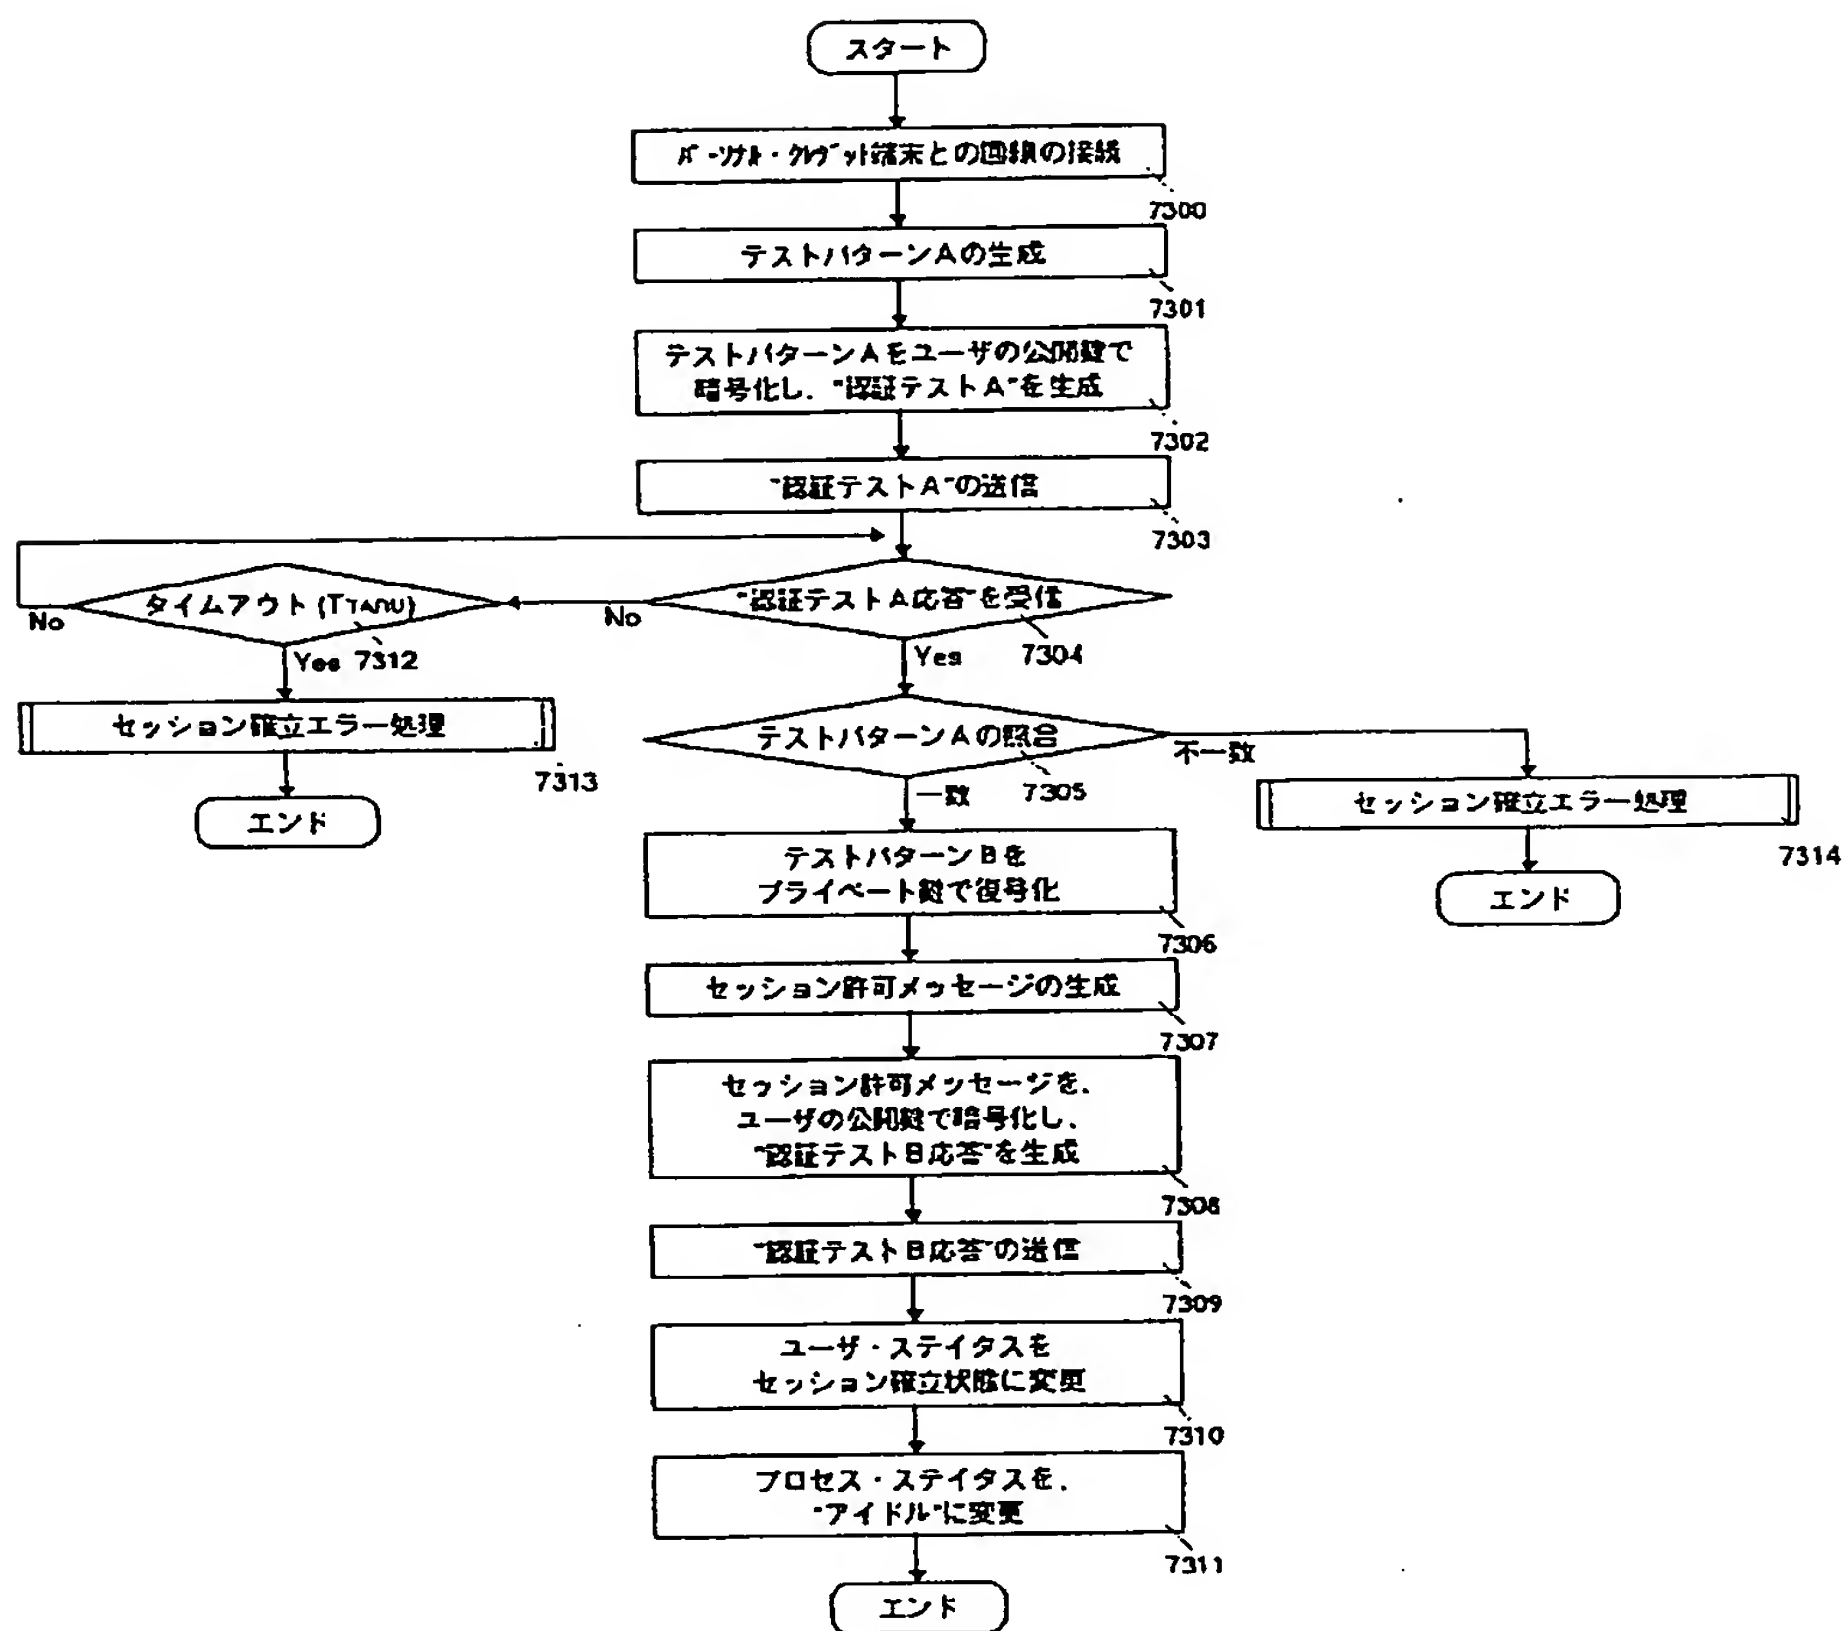 スタート
パーソナル・クレジット端末との回線の接続
7300
テストパターンAの生成
7301
テストパターンAをユーザの公開鍵で
暗号化し、"認証テストA"を生成
7302
"認証テストA"の送信
7303
"認証テストA応答"を受信
7304
No
Yes
タイムアウト(TTANU)
7312
No
Yes
セッション確立エラー処理
7313
エンド
テストパターンAの照合
7305
不一致
一致
セッション確立エラー処理
7314
エンド
テストパターンBを
プライベート鍵で復号化
7306
セッション許可メッセージの生成
7307
セッション許可メッセージを、
ユーザの公開鍵で暗号化し、
"認証テストB応答"を生成
7308
"認証テストB応答"の送信
7309
ユーザ・ステイタスを
セッション確立状態に変更
7310
プロセス・ステイタスを、
"アイドル"に変更
7311
エンド